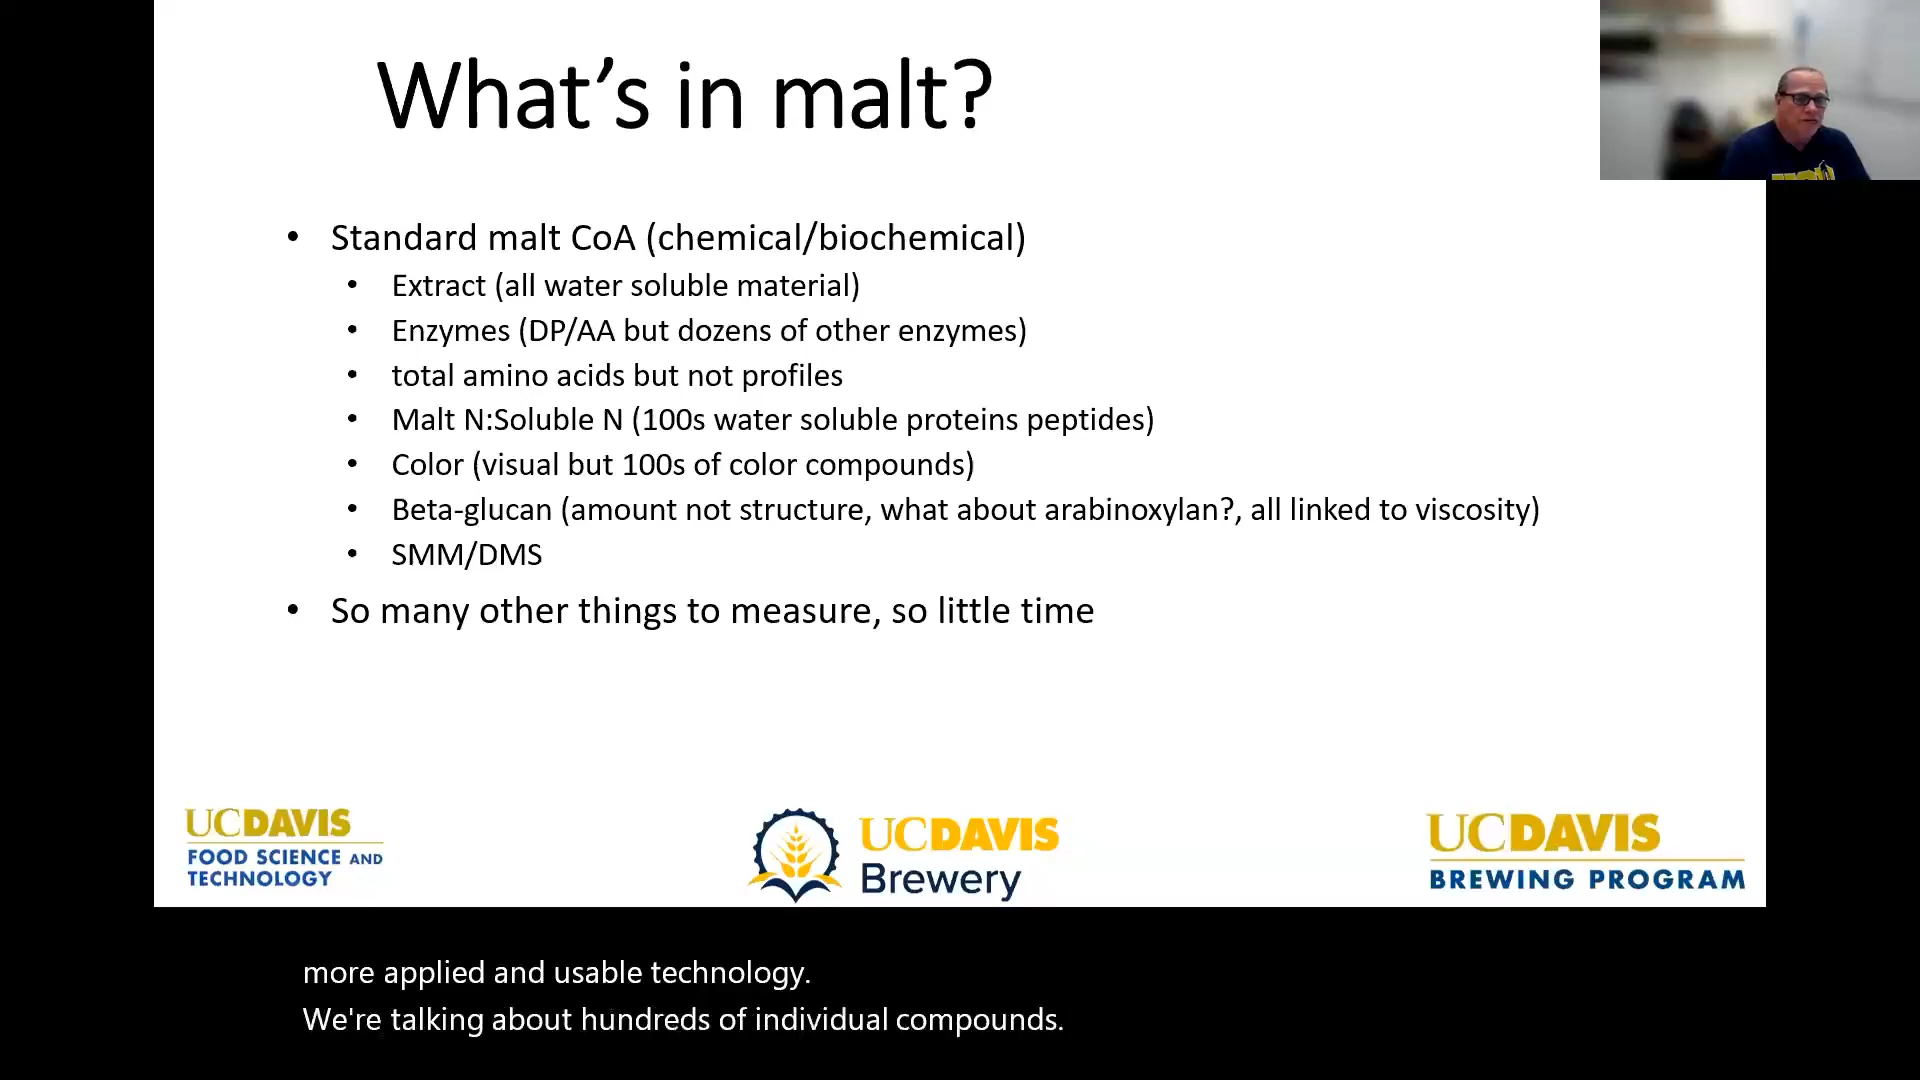 What's in malt?
• Standard malt CoA (chemical/biochemical)
• Extract (all water soluble material)
• Enzymes (DP/AA but dozens of other enzymes)
• total amino acids but not profiles
• Malt N:Soluble N (100s water soluble proteins peptides)
• Color (visual but 100s of color compounds)
• Beta-glucan (amount not structure, what about arabinoxylan?, all linked to viscosity)
• SMM/DMS
• So many other things to measure, so little time
UCDAVIS
FOOD SCIENCE AND
TECHNOLOGY
UCDAVIS
Brewery
UCDAVIS
BREWING PROGRAM
more applied and usable technology.
We're talking about hundreds of individual compounds.